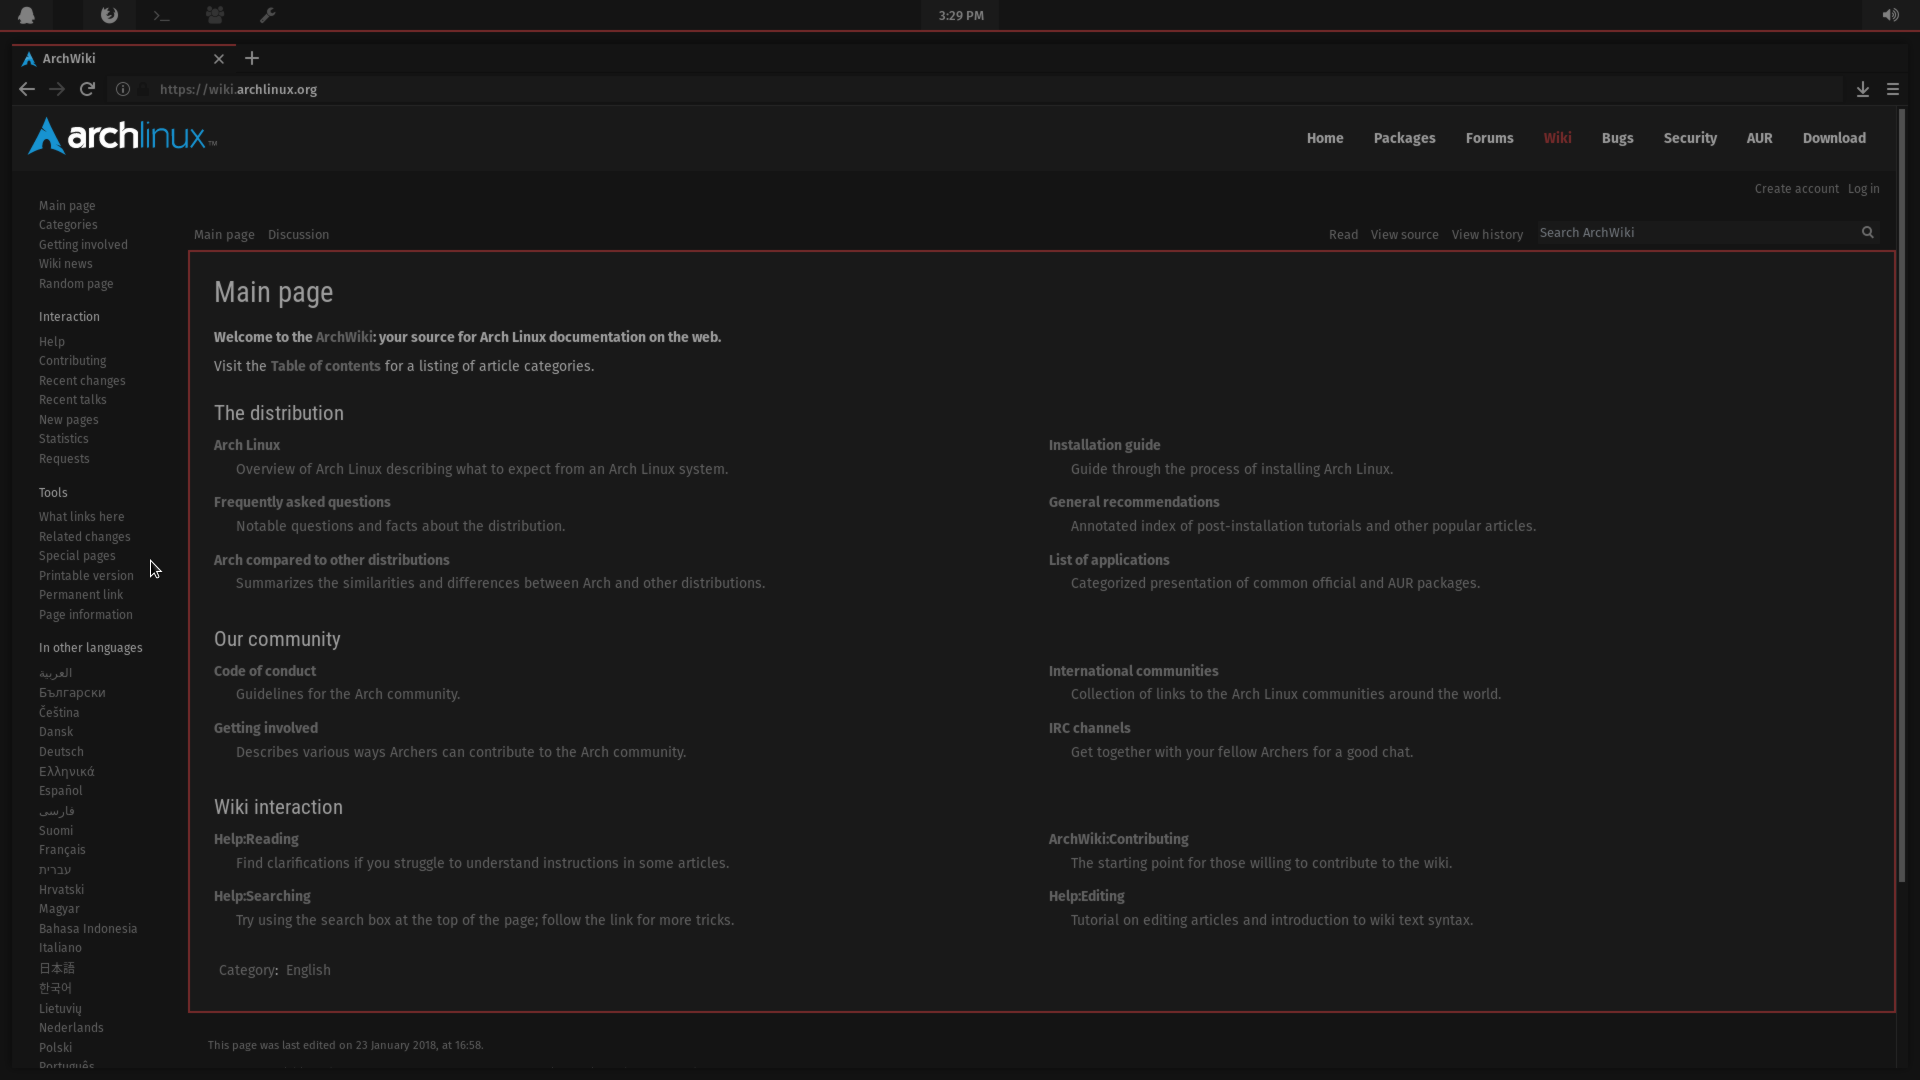 3:29 PM
ArchWiki
https://wiki.archlinux.org
archlinux™
Home Packages Forums Wiki Bugs Security AUR Download
Create account Log in
Main page
Categories
Getting involved
Wiki news
Random page
Interaction
Help
Contributing
Recent changes
Recent talks
New pages
Statistics
Requests
Tools
What links here
Related changes
Special pages
Printable version
Permanent link
Page information
In other languages
العربية
Български
Čeština
Dansk
Deutsch
Ελληνικά
Español
فارسی
Suomi
Français
עברית
Hrvatski
Magyar
Bahasa Indonesia
Italiano
日本語
한국어
Lietuvių
Nederlands
Polski
Português
Main page Discussion
Read View source View history Search ArchWiki
Main page
Welcome to the ArchWiki: your source for Arch Linux documentation on the web.
Visit the Table of contents for a listing of article categories.
The distribution
Arch Linux
Overview of Arch Linux describing what to expect from an Arch Linux system.
Frequently asked questions
Notable questions and facts about the distribution.
Arch compared to other distributions
Summarizes the similarities and differences between Arch and other distributions.
Installation guide
Guide through the process of installing Arch Linux.
General recommendations
Annotated index of post-installation tutorials and other popular articles.
List of applications
Categorized presentation of common official and AUR packages.
Our community
Code of conduct
Guidelines for the Arch community.
Getting involved
Describes various ways Archers can contribute to the Arch community.
International communities
Collection of links to the Arch Linux communities around the world.
IRC channels
Get together with your fellow Archers for a good chat.
Wiki interaction
Help:Reading
Find clarifications if you struggle to understand instructions in some articles.
Help:Searching
Try using the search box at the top of the page; follow the link for more tricks.
ArchWiki:Contributing
The starting point for those willing to contribute to the wiki.
Help:Editing
Tutorial on editing articles and introduction to wiki text syntax.
Category: English
This page was last edited on 23 January 2018, at 16:58.